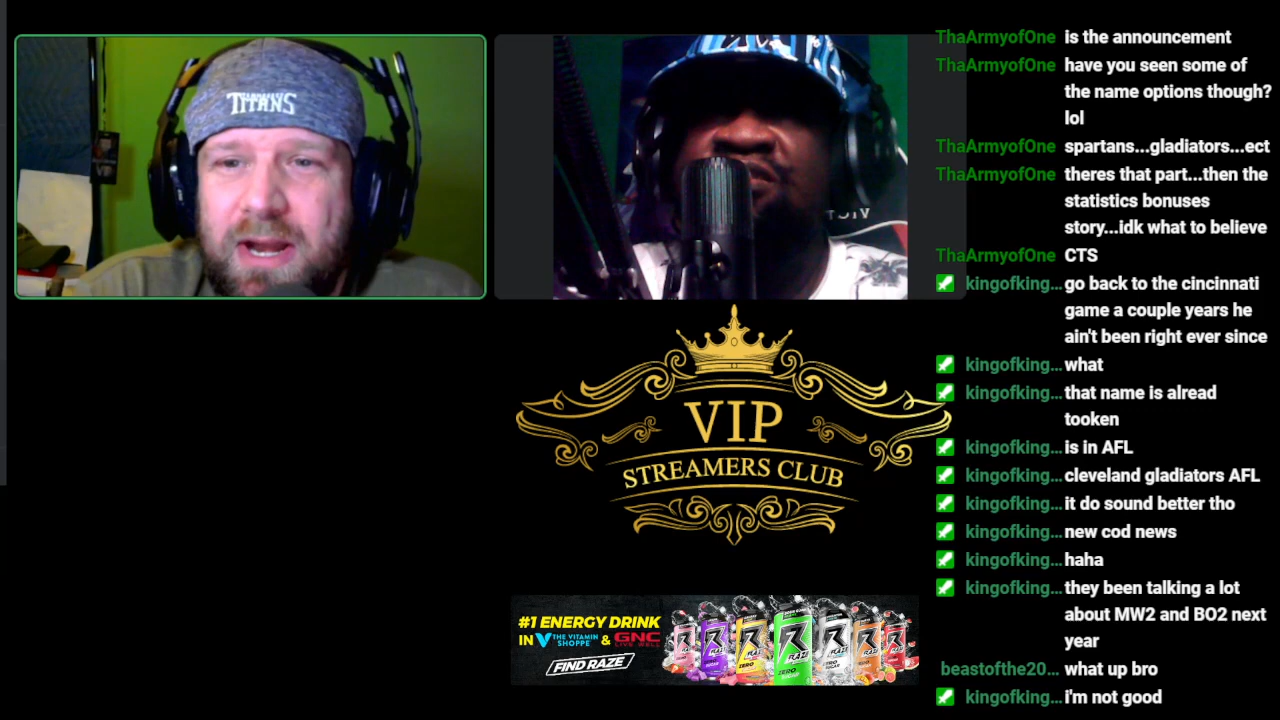 TITANS
VIP
STREAMERS CLUB
#1 ENERGY DRINK
IN THE VITAMIN SHOPPE & GNC
LIVE WELL
FIND RAZE
ThaArmyofOne is the announcement
ThaArmyofOne have you seen some of
the name options though?
lol
ThaArmyofOne spartans...gladiators...ect
ThaArmyofOne theres that part...then the
statistics bonuses
story...idk what to believe
ThaArmyofOne CTS
kingofking... go back to the cincinnati
game a couple years he
ain't been right ever since
kingofking... what
kingofking... that name is alread
tooken
kingofking... is in AFL
kingofking... cleveland gladiators AFL
kingofking... it do sound better tho
kingofking... new cod news
kingofking... haha
kingofking... they been talking a lot
about MW2 and BO2 next
year
beastofthe20... what up bro
kingofking... i'm not good